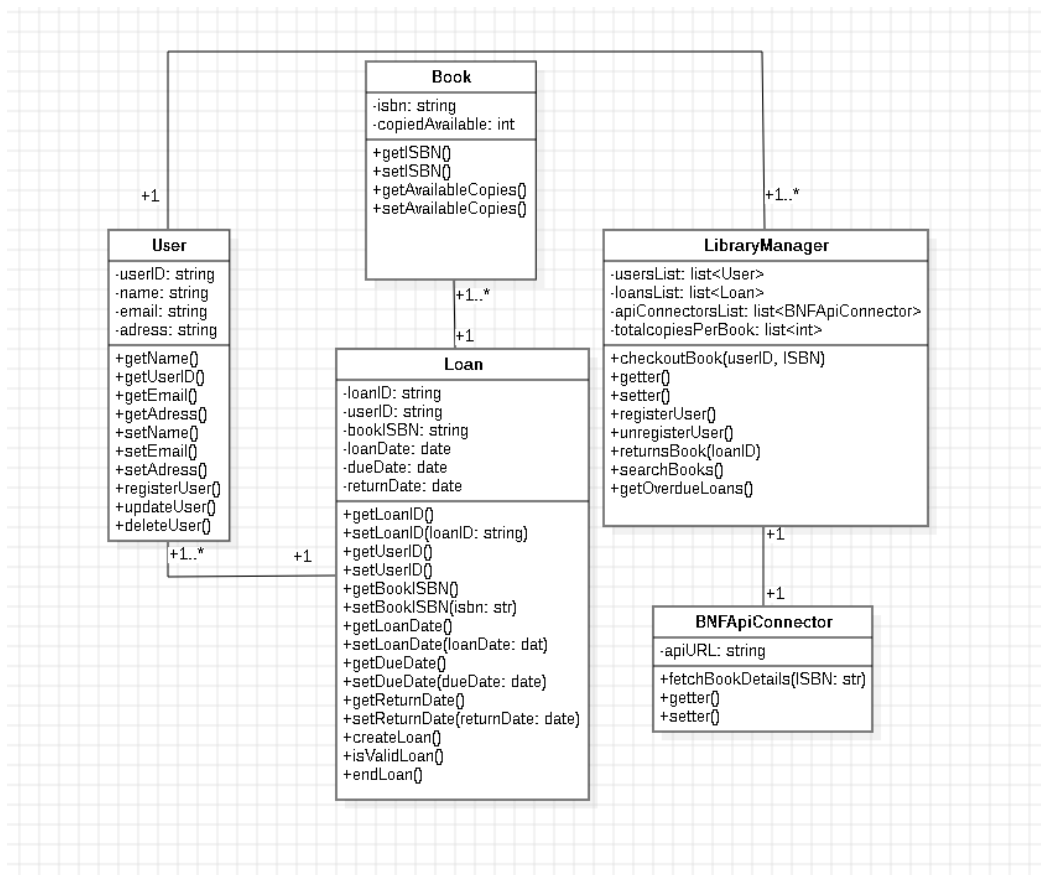 Book
-isbn: string
-copiedAvailable: int
+getISBN()
+setISBN()
+getAvailableCopies()
+setAvailableCopies()
+1
+1..*
User
-userID: string
-name: string
-email: string
-adress: string
+getName()
+getUserID()
+getEmail()
+getAdress()
+setName()
+setEmail()
+setAdress()
+registerUser()
+updateUser()
+deleteUser()
LibraryManager
-usersList: list<User>
-loansList: list<Loan>
-apiConnectorsList: list<BNFApiConnector>
-totalcopiesPerBook: list<int>
+checkoutBook(userID, ISBN)
+getter()
+setter()
+registerUser()
+unregisterUser()
+returnsBook(loanID)
+searchBooks()
+getOverdueLoans()
+1..*
+1
Loan
-loanID: string
-userID: string
-bookISBN: string
-loanDate: date
-dueDate: date
-returnDate: date
+getLoanID()
+setLoanID(loanID: string)
+getUserID()
+setUserID()
+getBookISBN()
+setBookISBN(isbn: str)
+getLoanDate()
+setLoanDate(loanDate: dat)
+getDueDate()
+setDueDate(dueDate: date)
+getReturnDate()
+setReturnDate(returnDate: date)
+createLoan()
+isValidLoan()
+endLoan()
+1..*
+1
+1
+1
BNFApiConnector
-apiURL: string
+fetchBookDetails(ISBN: str)
+getter()
+setter()